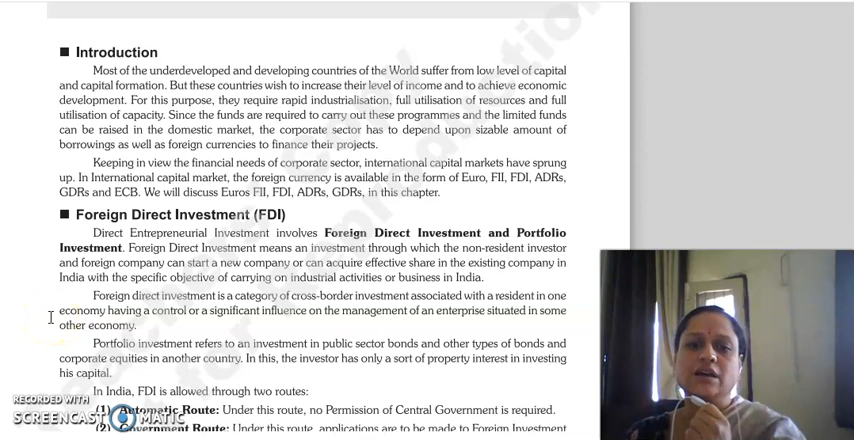 ■ Introduction
Most of the underdeveloped and developing countries of the World suffer from low level of capital
and capital formation. But these countries wish to increase their level of income and to achieve economic
development. For this purpose, they require rapid industrialisation, full utilisation of resources and full
utilisation of capacity. Since the funds are required to carry out these programmes and the limited funds
can be raised in the domestic market, the corporate sector has to depend upon sizable amount of
borrowings as well as foreign currencies to finance their projects.
Keeping in view the financial needs of corporate sector, international capital markets have sprung
up. In International capital market, the foreign currency is available in the form of Euro, FII, FDI, ADRs,
GDRs and ECB. We will discuss Euros FII, FDI, ADRs, GDRs, in this chapter.
■ Foreign Direct Investment (FDI)
Direct Entrepreneurial Investment involves Foreign Direct Investment and Portfolio
Investment. Foreign Direct Investment means an investment through which the non-resident investor
and foreign company can start a new company or can acquire effective share in the existing company in
India with the specific objective of carrying on industrial activities or business in India.
Foreign direct investment is a category of cross-border investment associated with a resident in one
economy having a control or a significant influence on the management of an enterprise situated in some
other economy.
Portfolio investment refers to an investment in public sector bonds and other types of bonds and
corporate equities in another country. In this, the investor has only a sort of property interest in investing
his capital.
In India, FDI is allowed through two routes:
(1) Automatic Route: Under this route, no Permission of Central Government is required.
(2) Government Route: Under this route, applications are to be made to Foreign Investment
RECORDED WITH
SCREENCAST MATIC